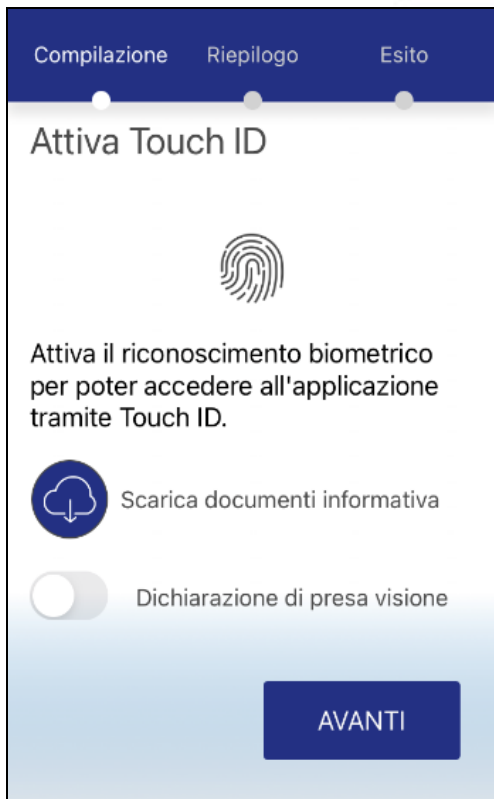 Compilazione Riepilogo Esito
Attiva Touch ID
Attiva il riconoscimento biometrico
per poter accedere all'applicazione
tramite Touch ID.
Scarica documenti informativa
Dichiarazione di presa visione
AVANTI